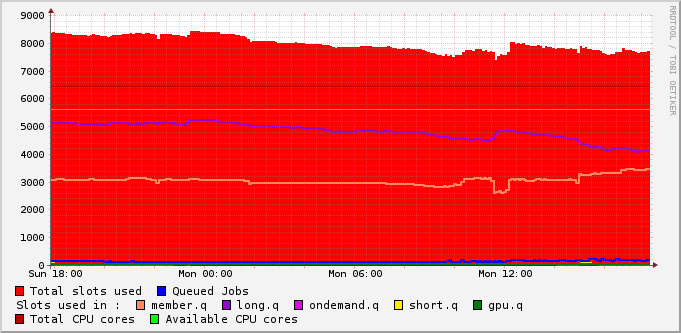 9000
8000
7000
6000
5000
4000
3000
2000
1000
0
Sun 18:00 Mon 00:00 Mon 06:00 Mon 12:00
Total slots used Queued Jobs
Slots used in : member.q long.q ondemand.q short.q gpu.q
Total CPU cores Available CPU cores
RRDTOOL / TOBI OETIKER